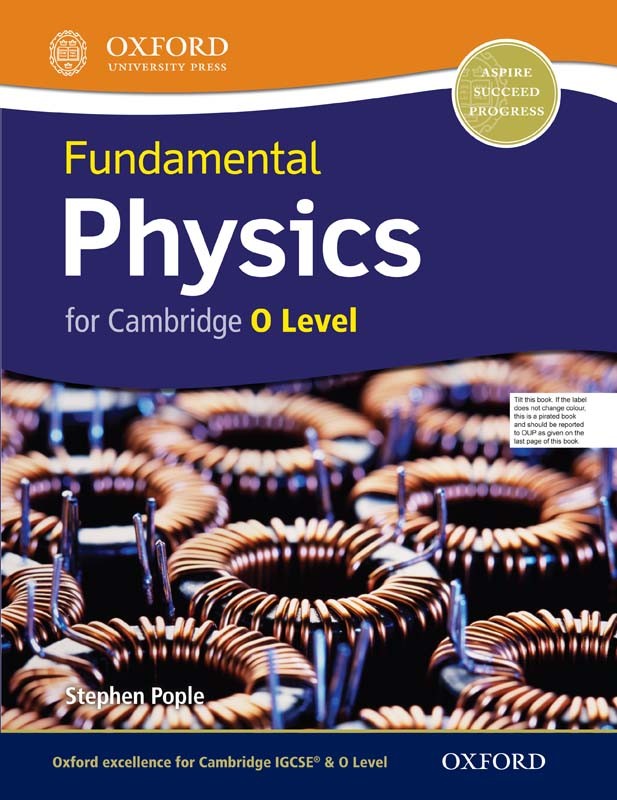 OXFORD
UNIVERSITY PRESS
ASPIRE
SUCCEED
PROGRESS
Fundamental
Physics
for Cambridge O Level
Tilt this book. If the label
does not change colour,
this is a pirated book
and should be reported
to OUP as given on the
last page of this book
Stephen Pople
Oxford excellence for Cambridge IGCSE® & O Level
OXFORD